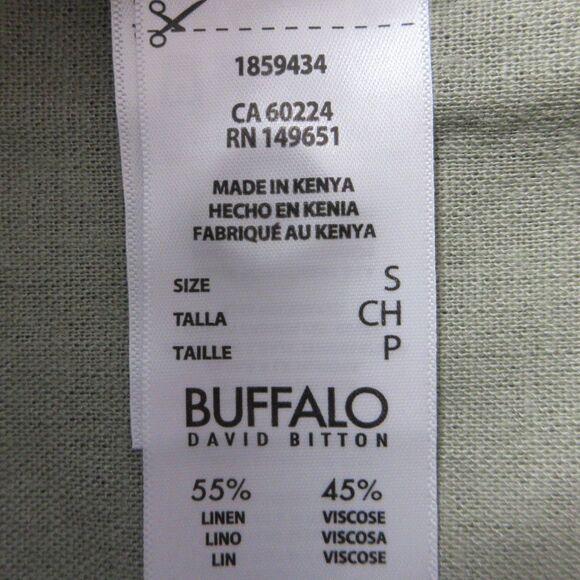 1859434
CA 60224
RN 149651
MADE IN KENYA
HECHO EN KENIA
FABRIQUÉ AU KENYA
SIZE S
TALLA CH
TAILLE P
BUFFALO
DAVID BITTON
55% 45%
LINEN VISCOSE
LINO VISCOSA
LIN VISCOSE